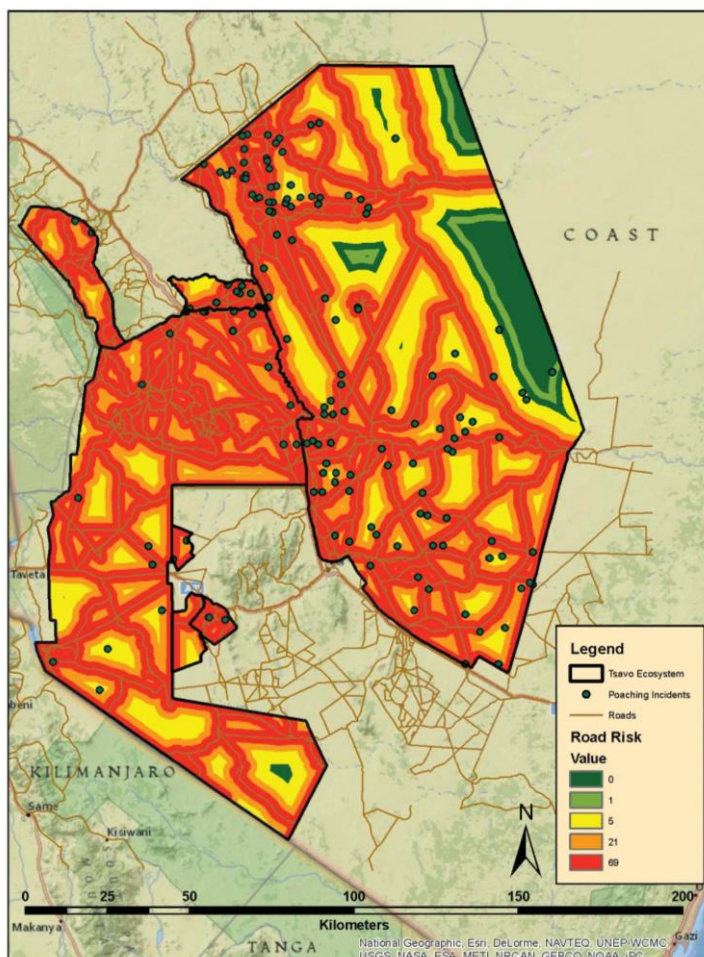 COAST
Taveta
beni
KILIMANJARO
Same
Kisiwani
Makanya
TANGA
Gazi
Legend
Tsavo Ecosystem
Poaching Incidents
Roads
Road Risk
Value
0
1
5
21
69
N
0 25 50 100 150 200
Kilometers
National Geographic, Esri, DeLorme, NAVTEQ, UNEP-WCMC,
USGS, NASA, ESA, METI, NRCAN, GEBCO, NOAA, iPC